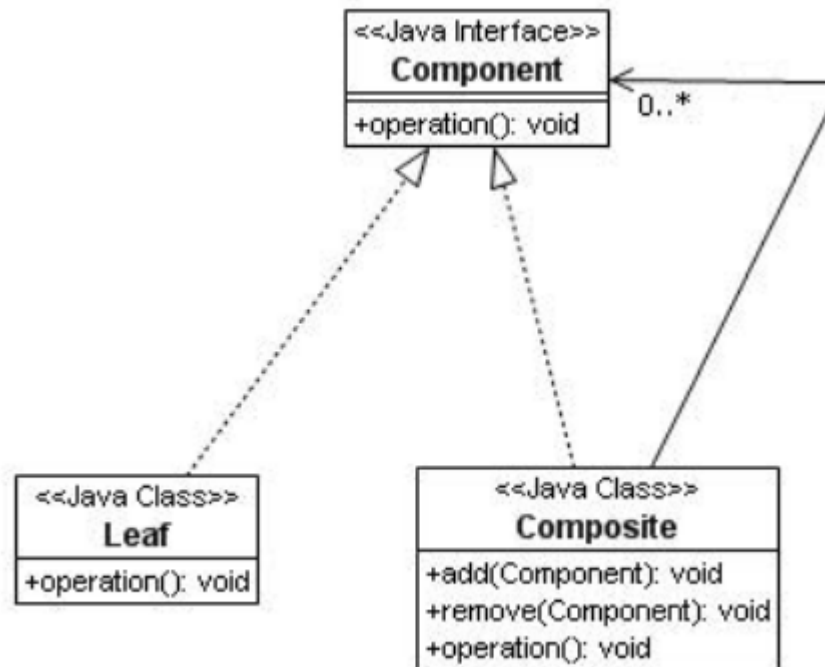 <<Java Interface>>
Component
+operation(): void
0..*
<<Java Class>>
Leaf
+operation(): void
<<Java Class>>
Composite
+add(Component): void
+remove(Component): void
+operation(): void